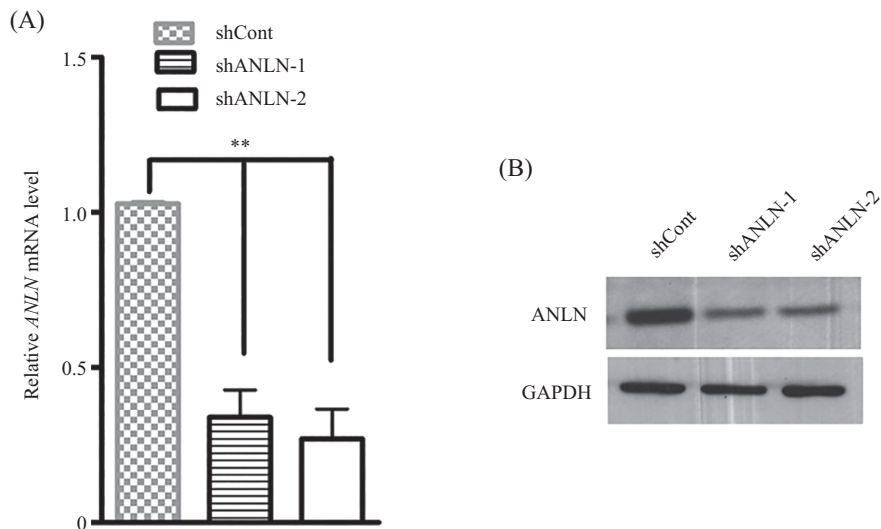 (A)
shCont
shANLN-1
shANLN-2
1.5
**
1.0
Relative ANLN mRNA level
0.5
0
(B)
shCont
shANLN-1
shANLN-2
ANLN
GAPDH